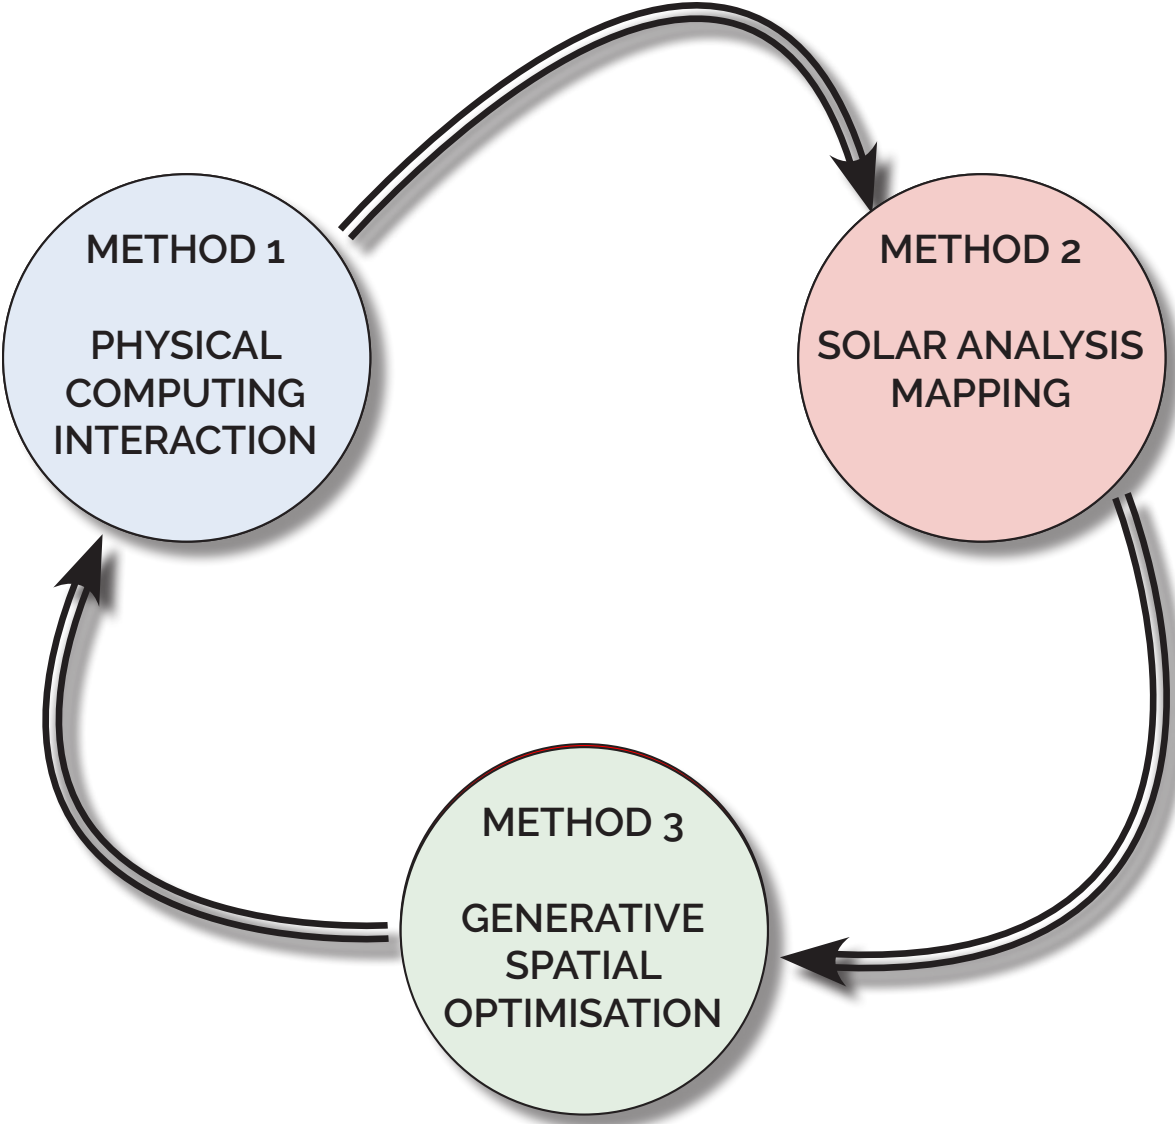 METHOD 1
PHYSICAL
COMPUTING
INTERACTION
METHOD 2
SOLAR ANALYSIS
MAPPING
METHOD 3
GENERATIVE
SPATIAL
OPTIMISATION